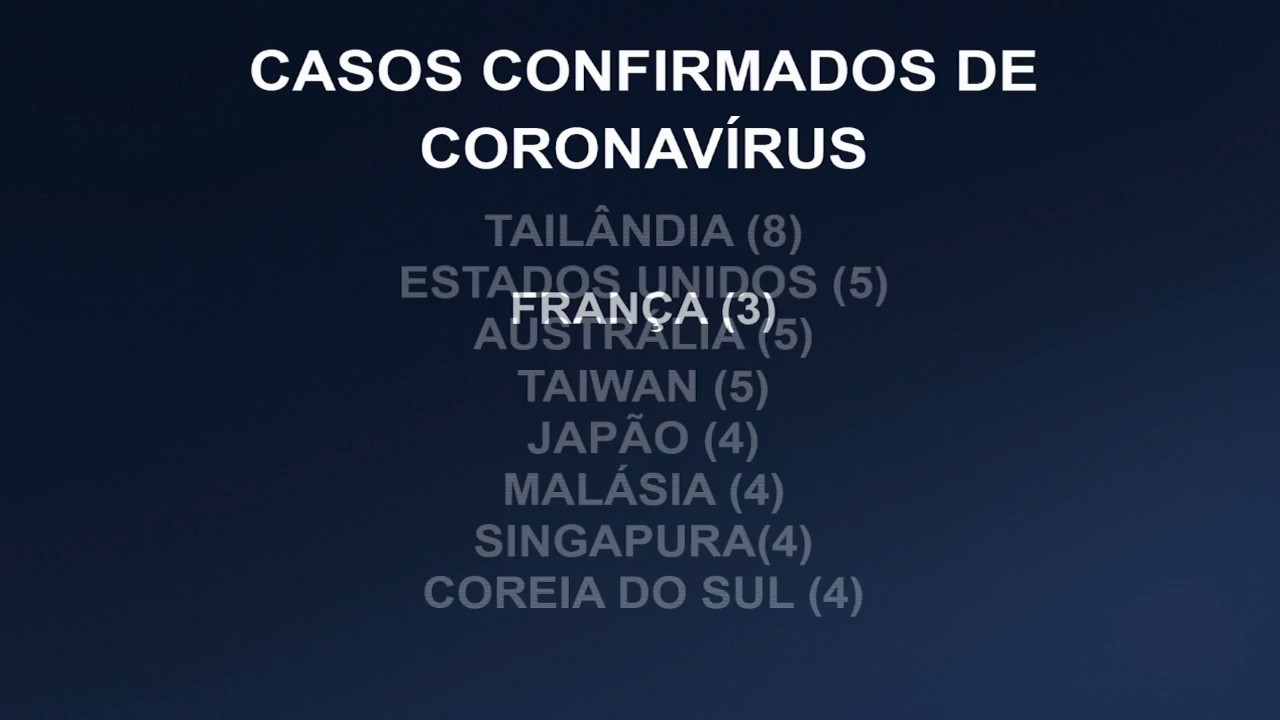 CASOS CONFIRMADOS DE
CORONAVÍRUS
TAILÂNDIA (8)
ESTADOS UNIDOS (5)
FRANÇA (3)
AUSTRÁLIA (5)
TAIWAN (5)
JAPÃO (4)
MALÁSIA (4)
SINGAPURA(4)
COREIA DO SUL (4)